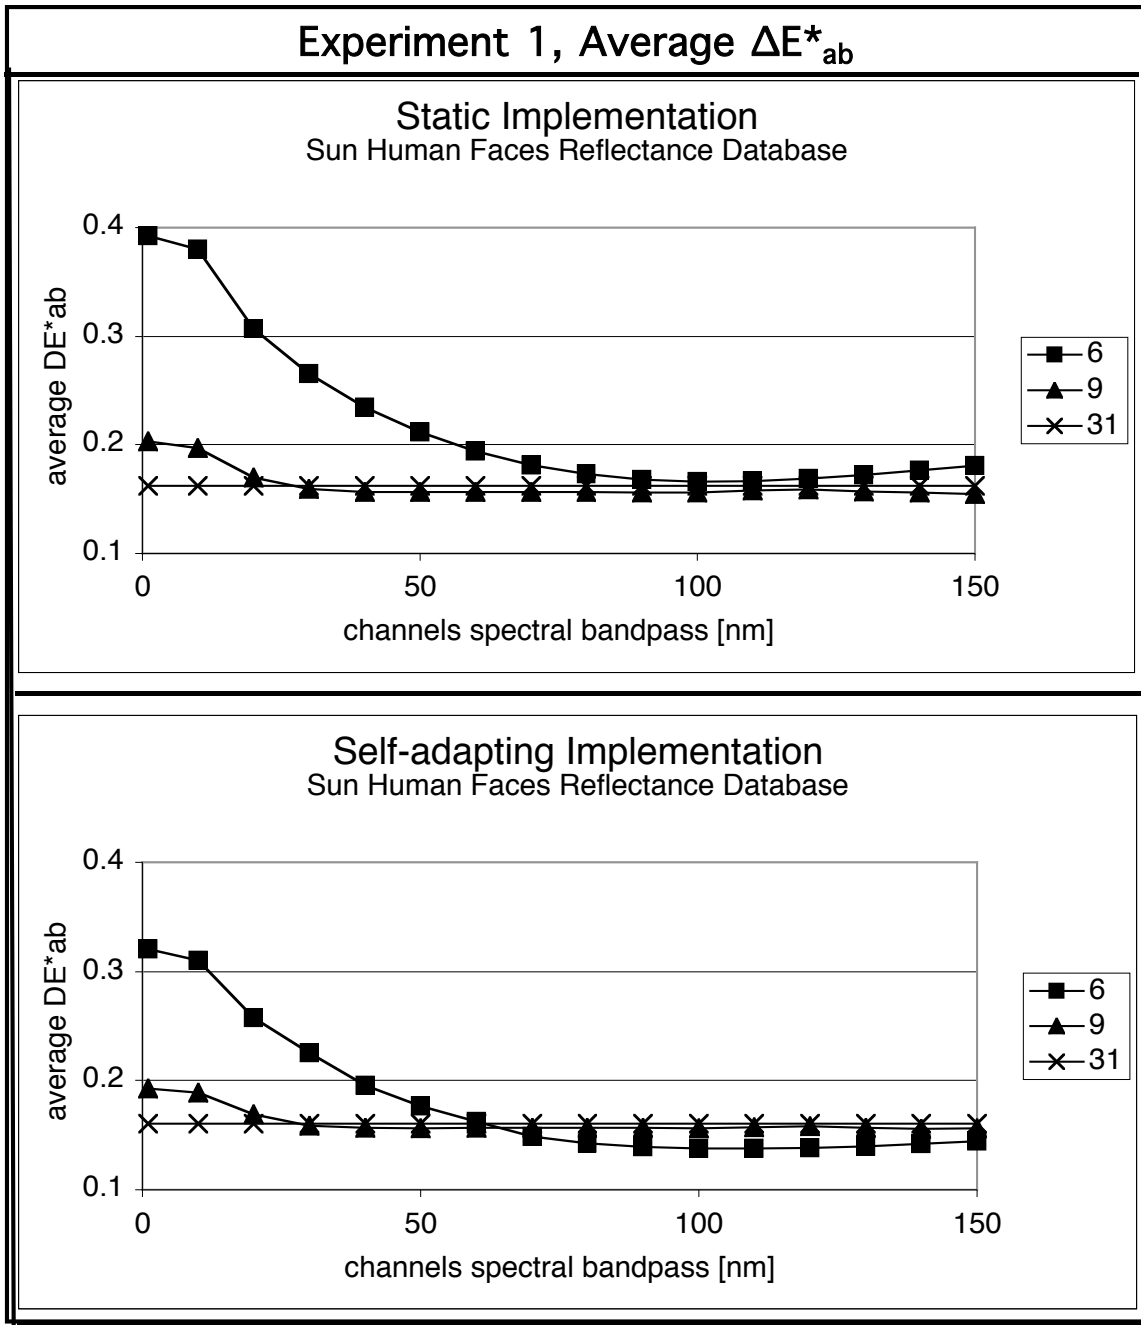 Experiment 1, Average ΔE*ab
Static Implementation
Sun Human Faces Reflectance Database
0.4
0.3
0.2
0.1
average DE*ab
0 50 100 150
channels spectral bandpass [nm]
6
9
31
Self-adapting Implementation
Sun Human Faces Reflectance Database
0.4
0.3
0.2
0.1
average DE*ab
0 50 100 150
channels spectral bandpass [nm]
6
9
31